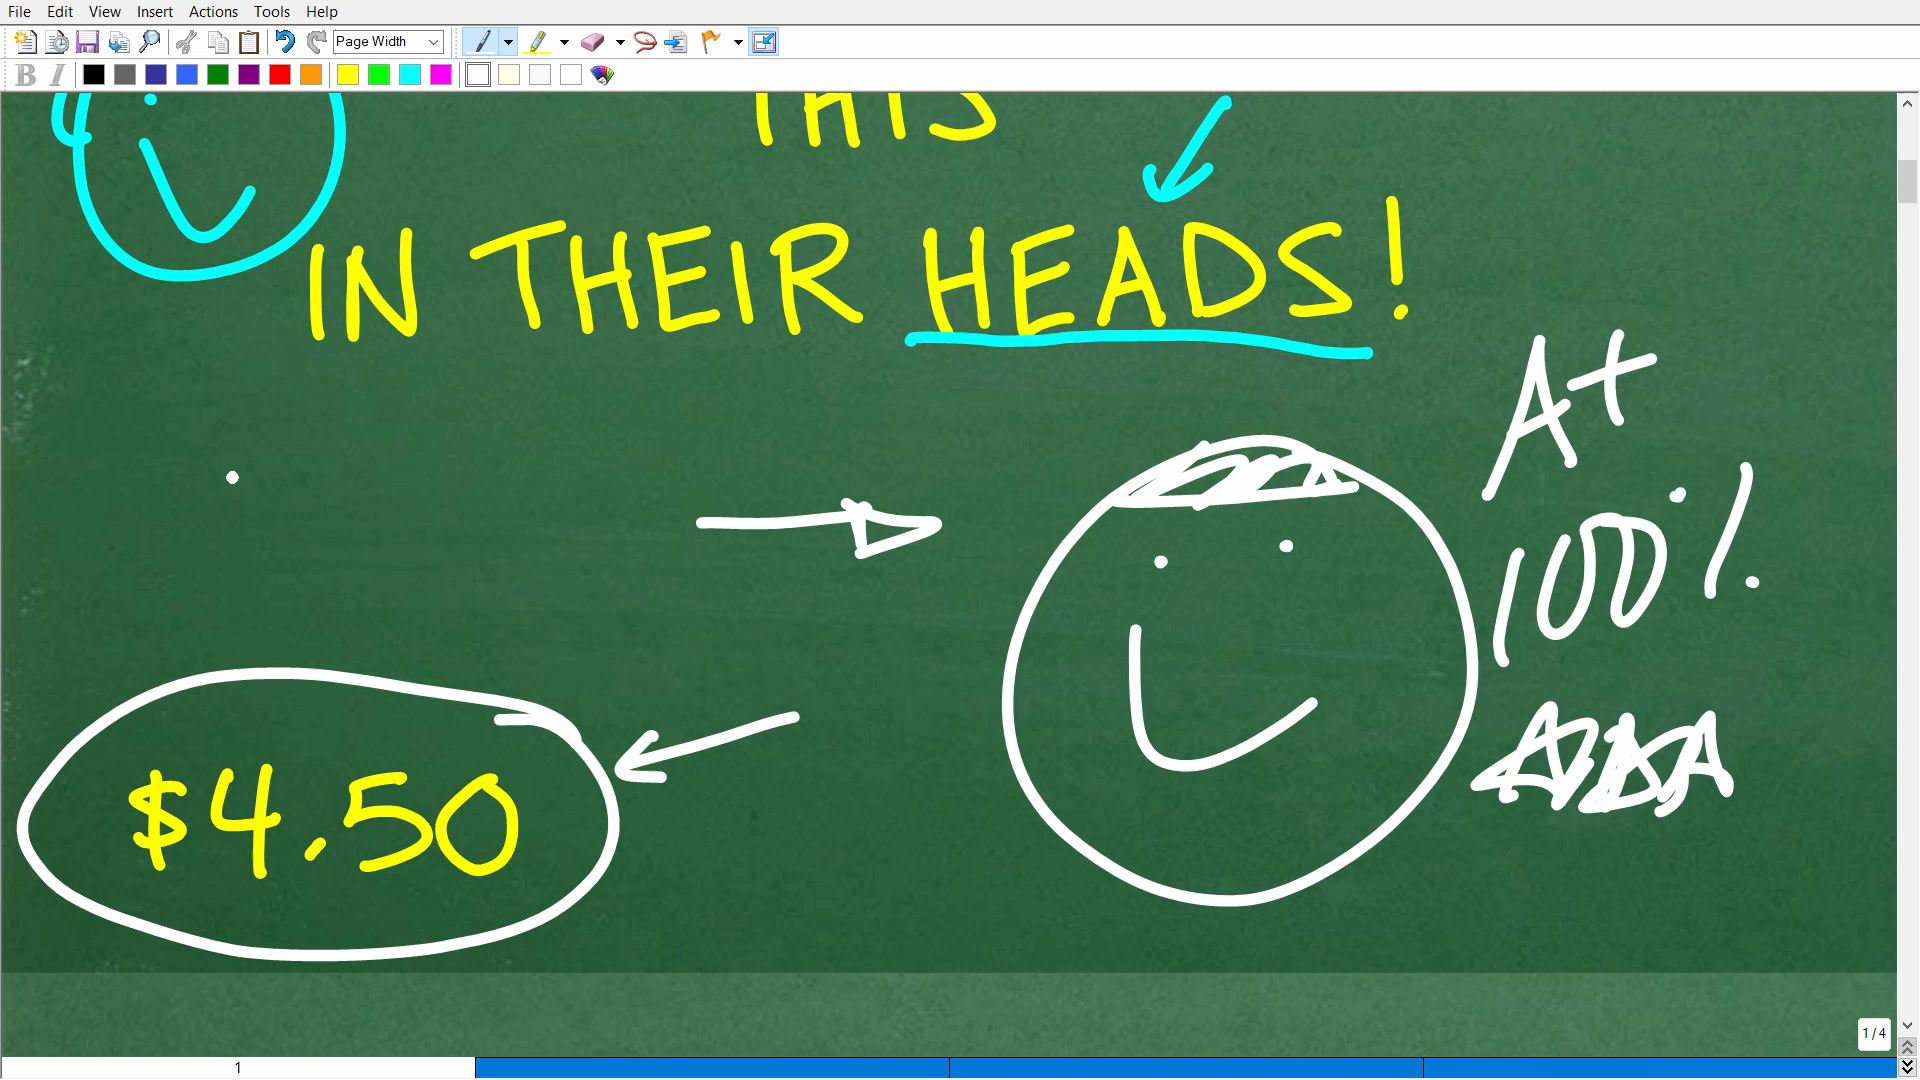 File Edit View Insert Actions Tools Help
Page Width
B I
THIS
IN THEIR HEADS!
A+
100%
$4.50
1 / 4
1